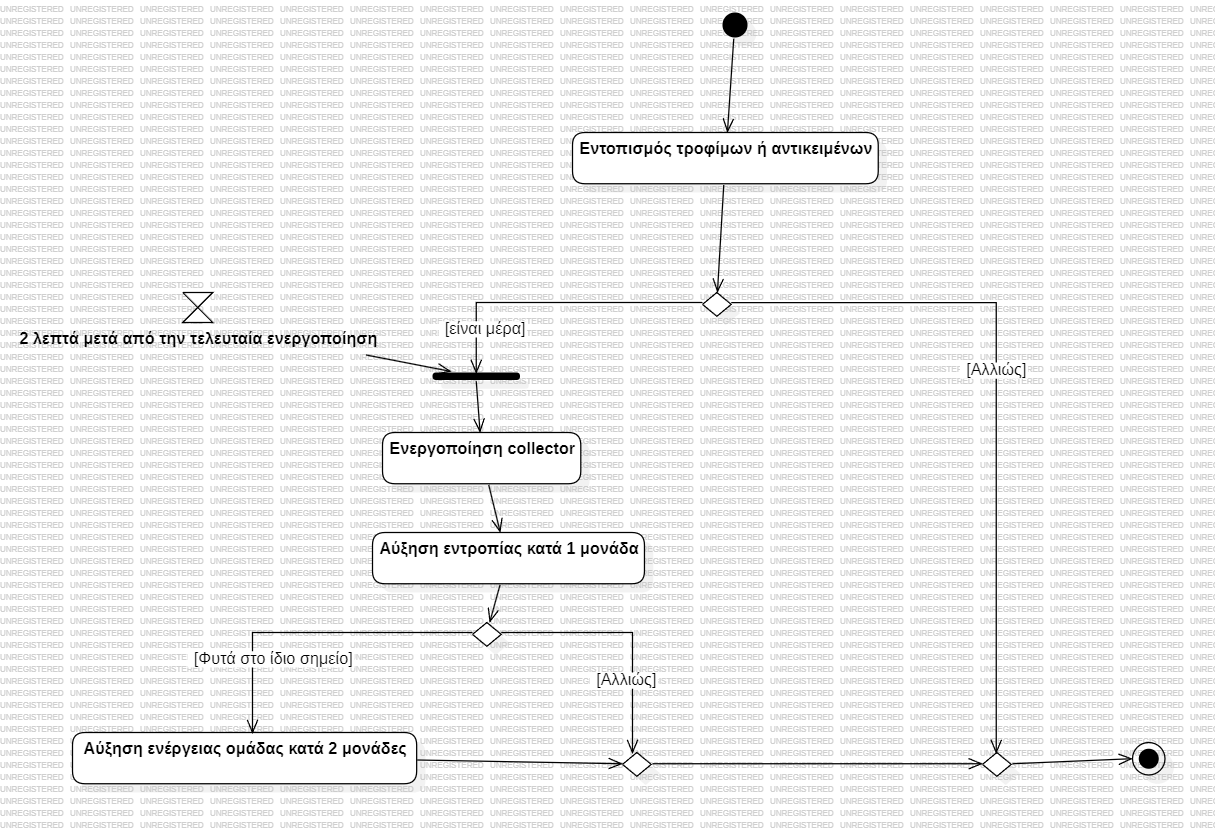 Εντοπισμός τροφίμων ή αντικειμένων
[είναι μέρα]
2 λεπτά μετά από την τελευταία ενεργοποίηση
[Αλλιώς]
Ενεργοποίηση collector
Αύξηση εντροπίας κατά 1 μονάδα
[Φυτά στο ίδιο σημείο]
[Αλλιώς]
Αύξηση ενέργειας ομάδας κατά 2 μονάδες
UNREGISTERED